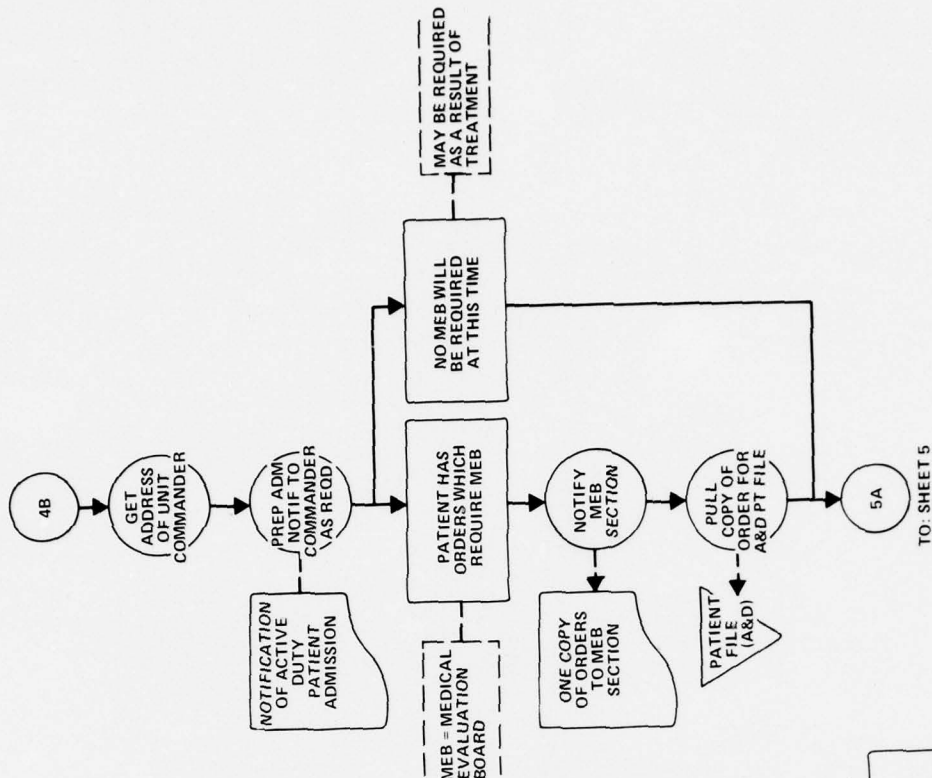 4B
GET
ADDRESS
OF UNIT
COMMANDER
PREP ADM
NOTIF TO
COMMANDER
(AS REQD)
NOTIFICATION
OF ACTIVE
DUTY
PATIENT
ADMISSION
MEB = MEDICAL
EVALUATION
BOARD
PATIENT HAS
ORDERS WHICH
REQUIRE MEB
NO MEB WILL
BE REQUIRED
AT THIS TIME
MAY BE REQUIRED
AS A RESULT OF
TREATMENT
NOTIFY
MEB
SECTION
ONE COPY
OF ORDERS
TO MEB
SECTION
PULL
COPY OF
ORDER FOR
A&D PT FILE
PATIENT
FILE
(A&D)
5A
TO: SHEET 5